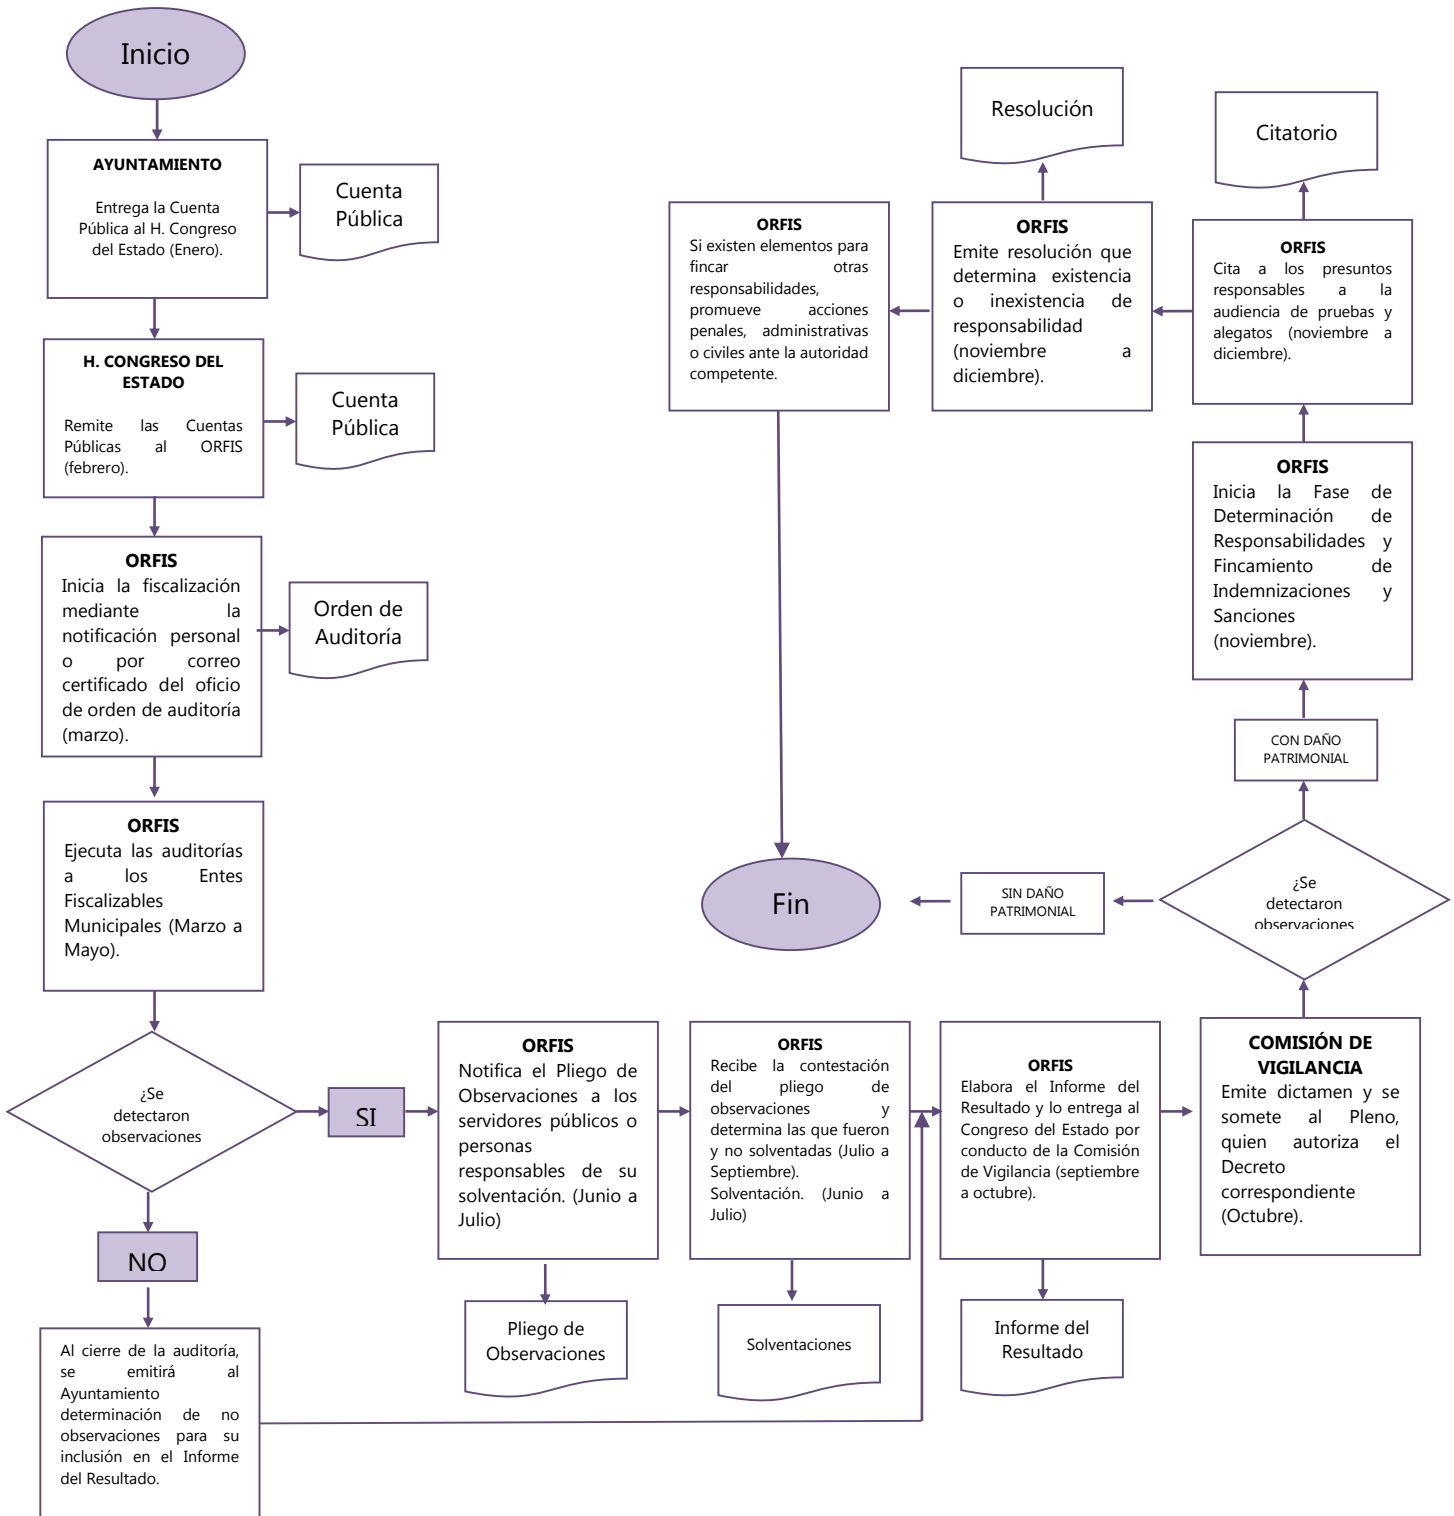 Inicio
AYUNTAMIENTO
Entrega la Cuenta
Pública al H. Congreso
del Estado (Enero).
Cuenta
Pública
H. CONGRESO DEL
ESTADO
Remite las Cuentas
Públicas al ORFIS
(febrero).
Cuenta
Pública
ORFIS
Inicia la fiscalización
mediante la
notificación personal
o por correo
certificado del oficio
de orden de auditoría
(marzo).
Orden de
Auditoría
ORFIS
Ejecuta las auditorías
a los Entes
Fiscalizables
Municipales (Marzo a
Mayo).
¿Se
detectaron
observaciones
SI
NO
Al cierre de la auditoría,
se emitirá al
Ayuntamiento
determinación de no
observaciones para su
inclusión en el Informe
del Resultado.
ORFIS
Notifica el Pliego de
Observaciones a los
servidores públicos o
personas
responsables de su
solventación. (Junio a
Julio)
Pliego de
Observaciones
ORFIS
Recibe la contestación
del pliego de
observaciones y
determina las que fueron
y no solventadas (Julio a
Septiembre).
Solventación. (Junio a
Julio)
Solventaciones
ORFIS
Elabora el Informe del
Resultado y lo entrega al
Congreso del Estado por
conducto de la Comisión
de Vigilancia (septiembre
a octubre).
Informe del
Resultado
COMISIÓN DE
VIGILANCIA
Emite dictamen y se
somete al Pleno,
quien autoriza el
Decreto
correspondiente
(Octubre).
¿Se
detectaron
observaciones
SIN DAÑO
PATRIMONIAL
CON DAÑO
PATRIMONIAL
ORFIS
Inicia la Fase de
Determinación de
Responsabilidades y
Fincamiento de
Indemnizaciones y
Sanciones
(noviembre).
ORFIS
Cita a los presuntos
responsables a la
audiencia de pruebas y
alegatos (noviembre a
diciembre).
Citatorio
ORFIS
Emite resolución que
determina existencia
o inexistencia de
responsabilidad
(noviembre a
diciembre).
Resolución
ORFIS
Si existen elementos para
fincar otras
responsabilidades,
promueve acciones
penales, administrativas
o civiles ante la autoridad
competente.
Fin